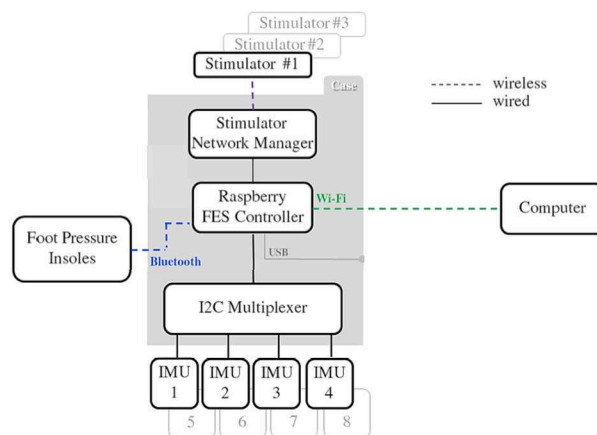 Stimulator #3
Stimulator #2
Stimulator #1
Case
wireless
wired
Stimulator
Network Manager
Raspberry
FES Controller
Wi-Fi
Computer
Foot Pressure
Insoles
Bluetooth
USB
I2C Multiplexer
IMU
1
IMU
2
IMU
3
IMU
4
5
6
7
8